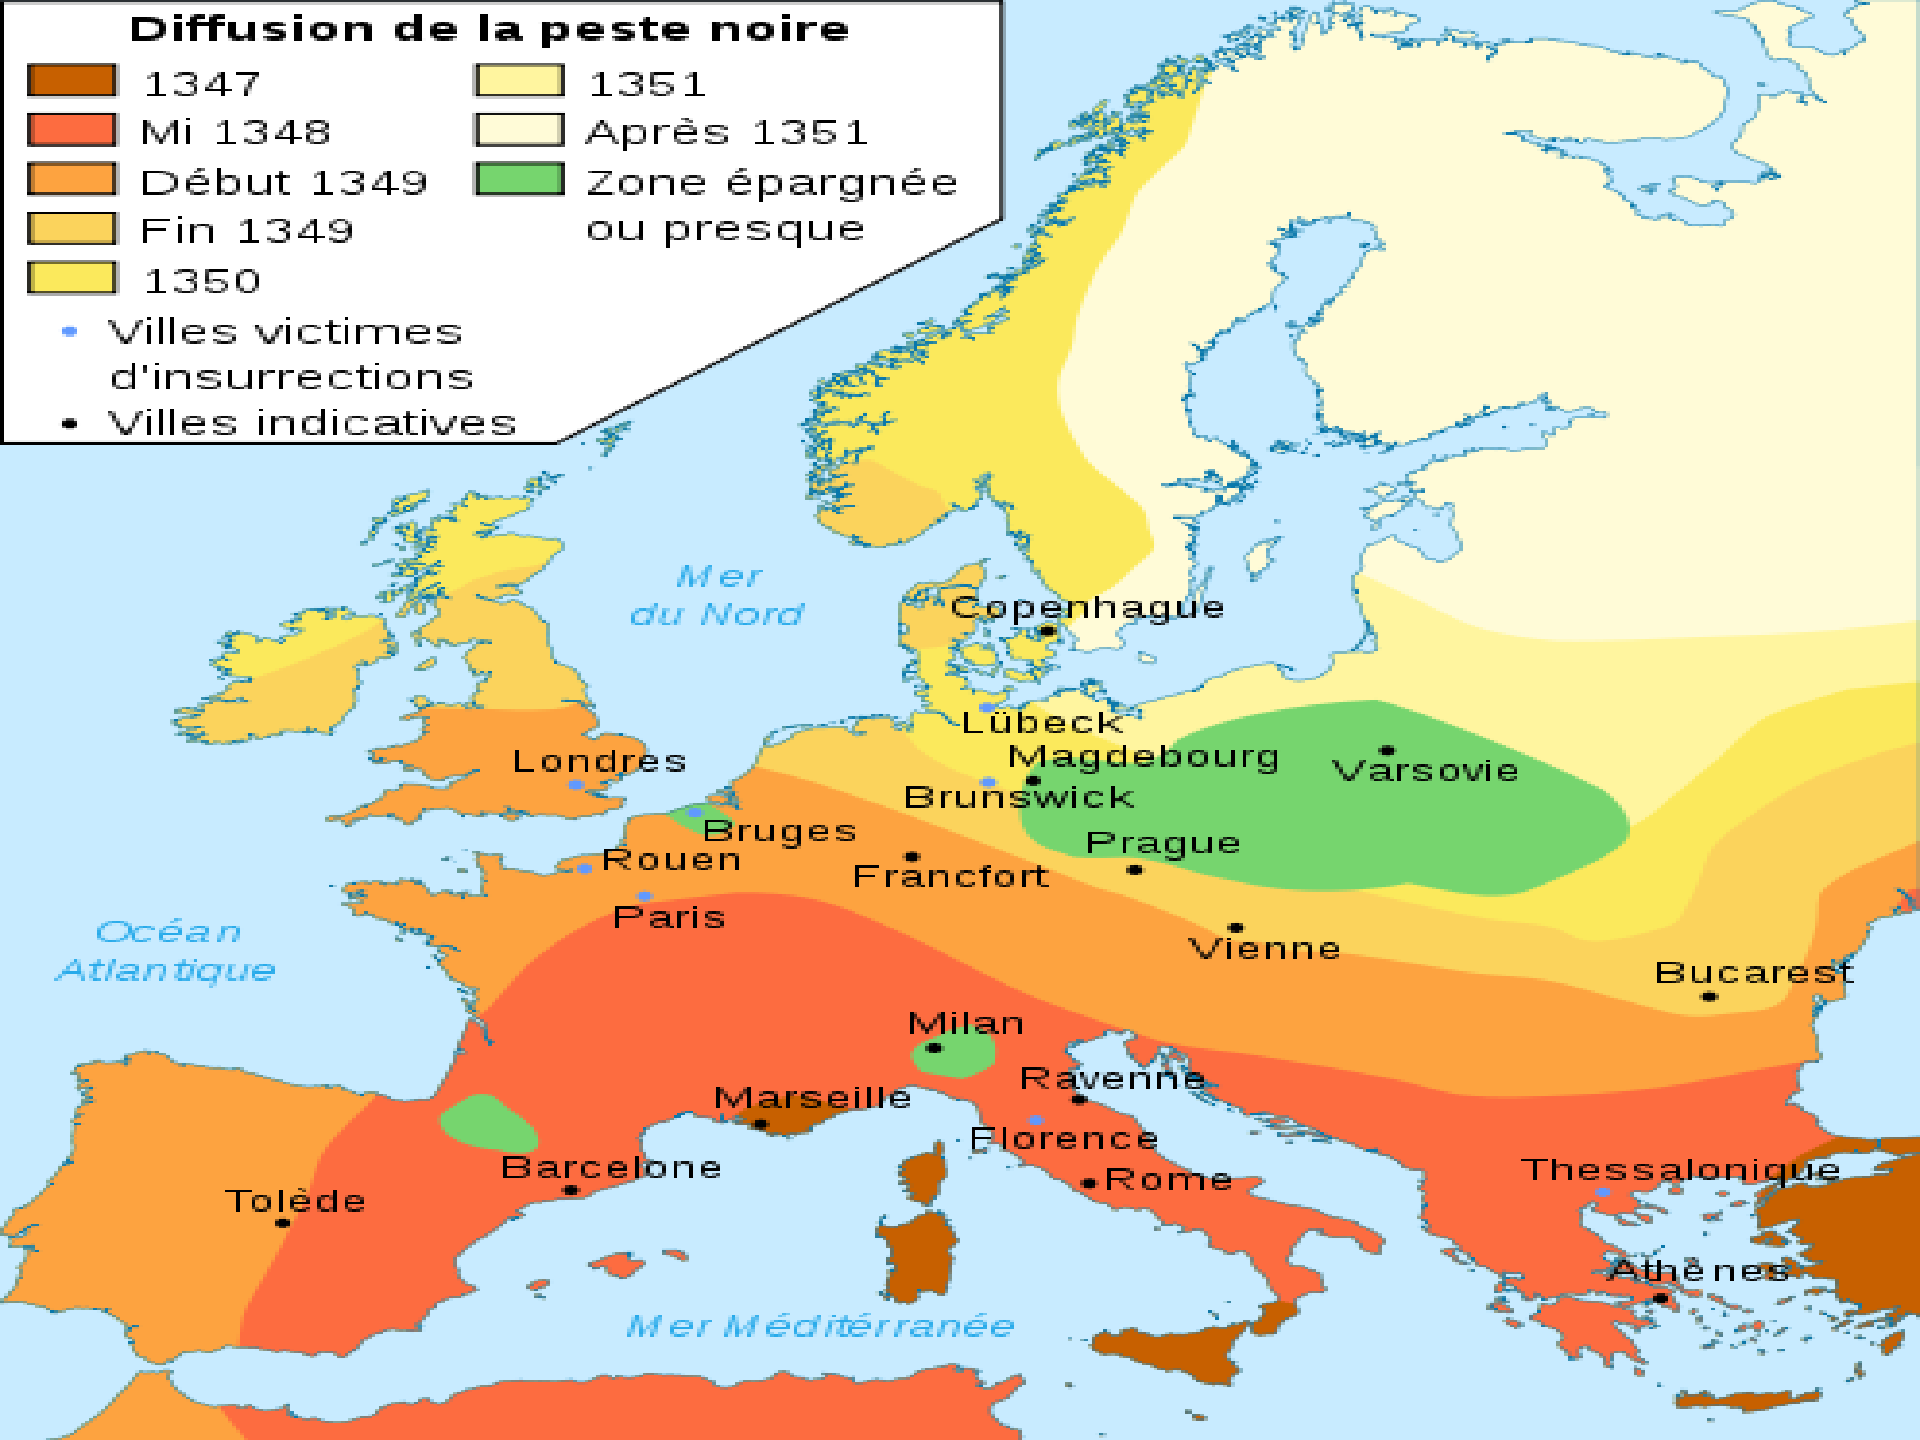 Diffusion de la peste noire
1347
Mi 1348
Début 1349
Fin 1349
1350
1351
Après 1351
Zone épargnée
ou presque
Villes victimes
d'insurrections
Villes indicatives
Mer
du Nord
Copenhague
Lübeck
Magdebourg
Varsovie
Londres
Brunswick
Bruges
Prague
Rouen
Francfort
Paris
Océan
Atlantique
Vienne
Bucarest
Milan
Ravenne
Marseille
Florence
Barcelone
Rome
Thessalonique
Tolède
Athènes
Mer Méditérranée